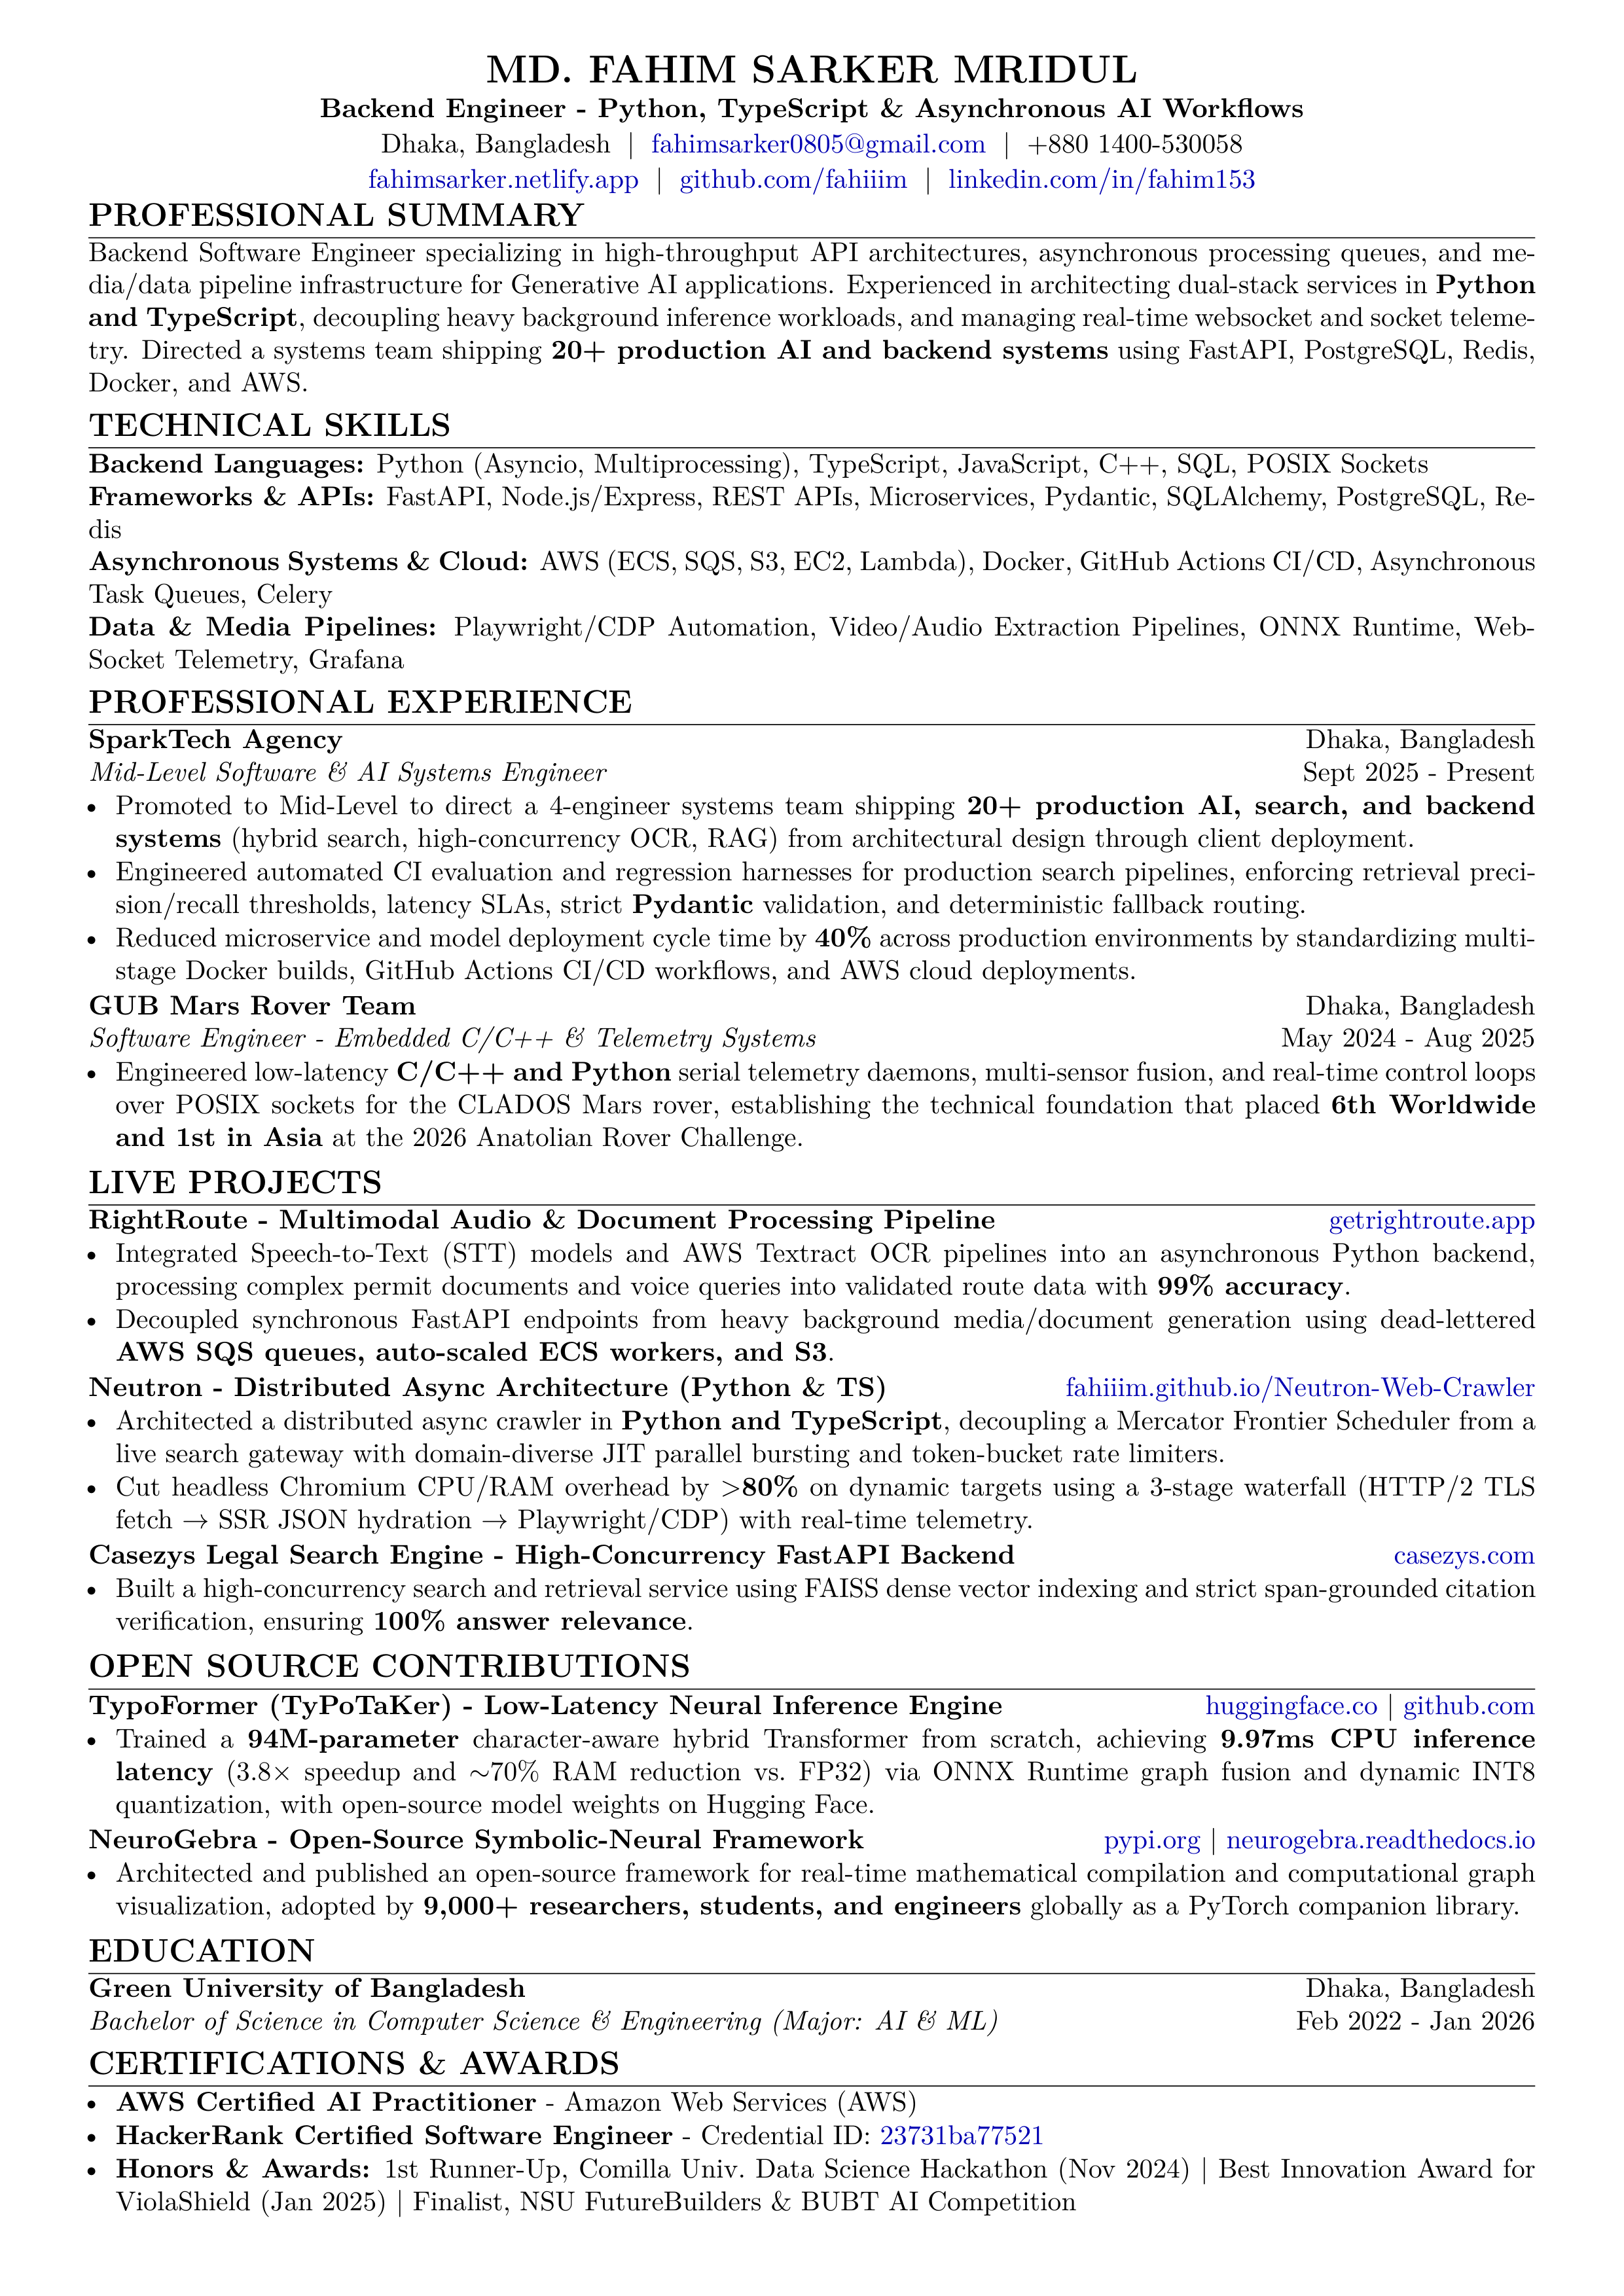 MD. FAHIM SARKER MRIDUL
Backend Engineer - Python, TypeScript & Asynchronous AI Workflows
Dhaka, Bangladesh | fahimsarker0805@gmail.com | +880 1400-530058
fahimsarker.netlify.app | github.com/fahiiim | linkedin.com/in/fahim153
PROFESSIONAL SUMMARY
Backend Software Engineer specializing in high-throughput API architectures, asynchronous processing queues, and me-
dia/data pipeline infrastructure for Generative AI applications. Experienced in architecting dual-stack services in Python
and TypeScript, decoupling heavy background inference workloads, and managing real-time websocket and socket teleme-
try. Directed a systems team shipping 20+ production AI and backend systems using FastAPI, PostgreSQL, Redis,
Docker, and AWS.
TECHNICAL SKILLS
Backend Languages: Python (Asyncio, Multiprocessing), TypeScript, JavaScript, C++, SQL, POSIX Sockets
Frameworks & APIs: FastAPI, Node.js/Express, REST APIs, Microservices, Pydantic, SQLAlchemy, PostgreSQL, Re-
dis
Asynchronous Systems & Cloud: AWS (ECS, SQS, S3, EC2, Lambda), Docker, GitHub Actions CI/CD, Asynchronous
Task Queues, Celery
Data & Media Pipelines: Playwright/CDP Automation, Video/Audio Extraction Pipelines, ONNX Runtime, Web-
Socket Telemetry, Grafana
PROFESSIONAL EXPERIENCE
SparkTech Agency Dhaka, Bangladesh
Mid-Level Software & AI Systems Engineer Sept 2025 - Present
• Promoted to Mid-Level to direct a 4-engineer systems team shipping 20+ production AI, search, and backend
systems (hybrid search, high-concurrency OCR, RAG) from architectural design through client deployment.
• Engineered automated CI evaluation and regression harnesses for production search pipelines, enforcing retrieval preci-
sion/recall thresholds, latency SLAs, strict Pydantic validation, and deterministic fallback routing.
• Reduced microservice and model deployment cycle time by 40% across production environments by standardizing multi-
stage Docker builds, GitHub Actions CI/CD workflows, and AWS cloud deployments.
GUB Mars Rover Team Dhaka, Bangladesh
Software Engineer - Embedded C/C++ & Telemetry Systems May 2024 - Aug 2025
• Engineered low-latency C/C++ and Python serial telemetry daemons, multi-sensor fusion, and real-time control loops
over POSIX sockets for the CLADOS Mars rover, establishing the technical foundation that placed 6th Worldwide
and 1st in Asia at the 2026 Anatolian Rover Challenge.
LIVE PROJECTS
RightRoute - Multimodal Audio & Document Processing Pipeline getrightroute.app
• Integrated Speech-to-Text (STT) models and AWS Textract OCR pipelines into an asynchronous Python backend,
processing complex permit documents and voice queries into validated route data with 99% accuracy.
• Decoupled synchronous FastAPI endpoints from heavy background media/document generation using dead-lettered
AWS SQS queues, auto-scaled ECS workers, and S3.
Neutron - Distributed Async Architecture (Python & TS) fahiiim.github.io/Neutron-Web-Crawler
• Architected a distributed async crawler in Python and TypeScript, decoupling a Mercator Frontier Scheduler from a
live search gateway with domain-diverse JIT parallel bursting and token-bucket rate limiters.
• Cut headless Chromium CPU/RAM overhead by >80% on dynamic targets using a 3-stage waterfall (HTTP/2 TLS
fetch → SSR JSON hydration → Playwright/CDP) with real-time telemetry.
Casezys Legal Search Engine - High-Concurrency FastAPI Backend casezys.com
• Built a high-concurrency search and retrieval service using FAISS dense vector indexing and strict span-grounded citation
verification, ensuring 100% answer relevance.
OPEN SOURCE CONTRIBUTIONS
TypoFormer (TyPoTaKer) - Low-Latency Neural Inference Engine huggingface.co | github.com
• Trained a 94M-parameter character-aware hybrid Transformer from scratch, achieving 9.97ms CPU inference
latency (3.8× speedup and ~70% RAM reduction vs. FP32) via ONNX Runtime graph fusion and dynamic INT8
quantization, with open-source model weights on Hugging Face.
NeuroGebra - Open-Source Symbolic-Neural Framework pypi.org | neurogebra.readthedocs.io
• Architected and published an open-source framework for real-time mathematical compilation and computational graph
visualization, adopted by 9,000+ researchers, students, and engineers globally as a PyTorch companion library.
EDUCATION
Green University of Bangladesh Dhaka, Bangladesh
Bachelor of Science in Computer Science & Engineering (Major: AI & ML) Feb 2022 - Jan 2026
CERTIFICATIONS & AWARDS
• AWS Certified AI Practitioner - Amazon Web Services (AWS)
• HackerRank Certified Software Engineer - Credential ID: 23731ba77521
• Honors & Awards: 1st Runner-Up, Comilla Univ. Data Science Hackathon (Nov 2024) | Best Innovation Award for
ViolaShield (Jan 2025) | Finalist, NSU FutureBuilders & BUBT AI Competition